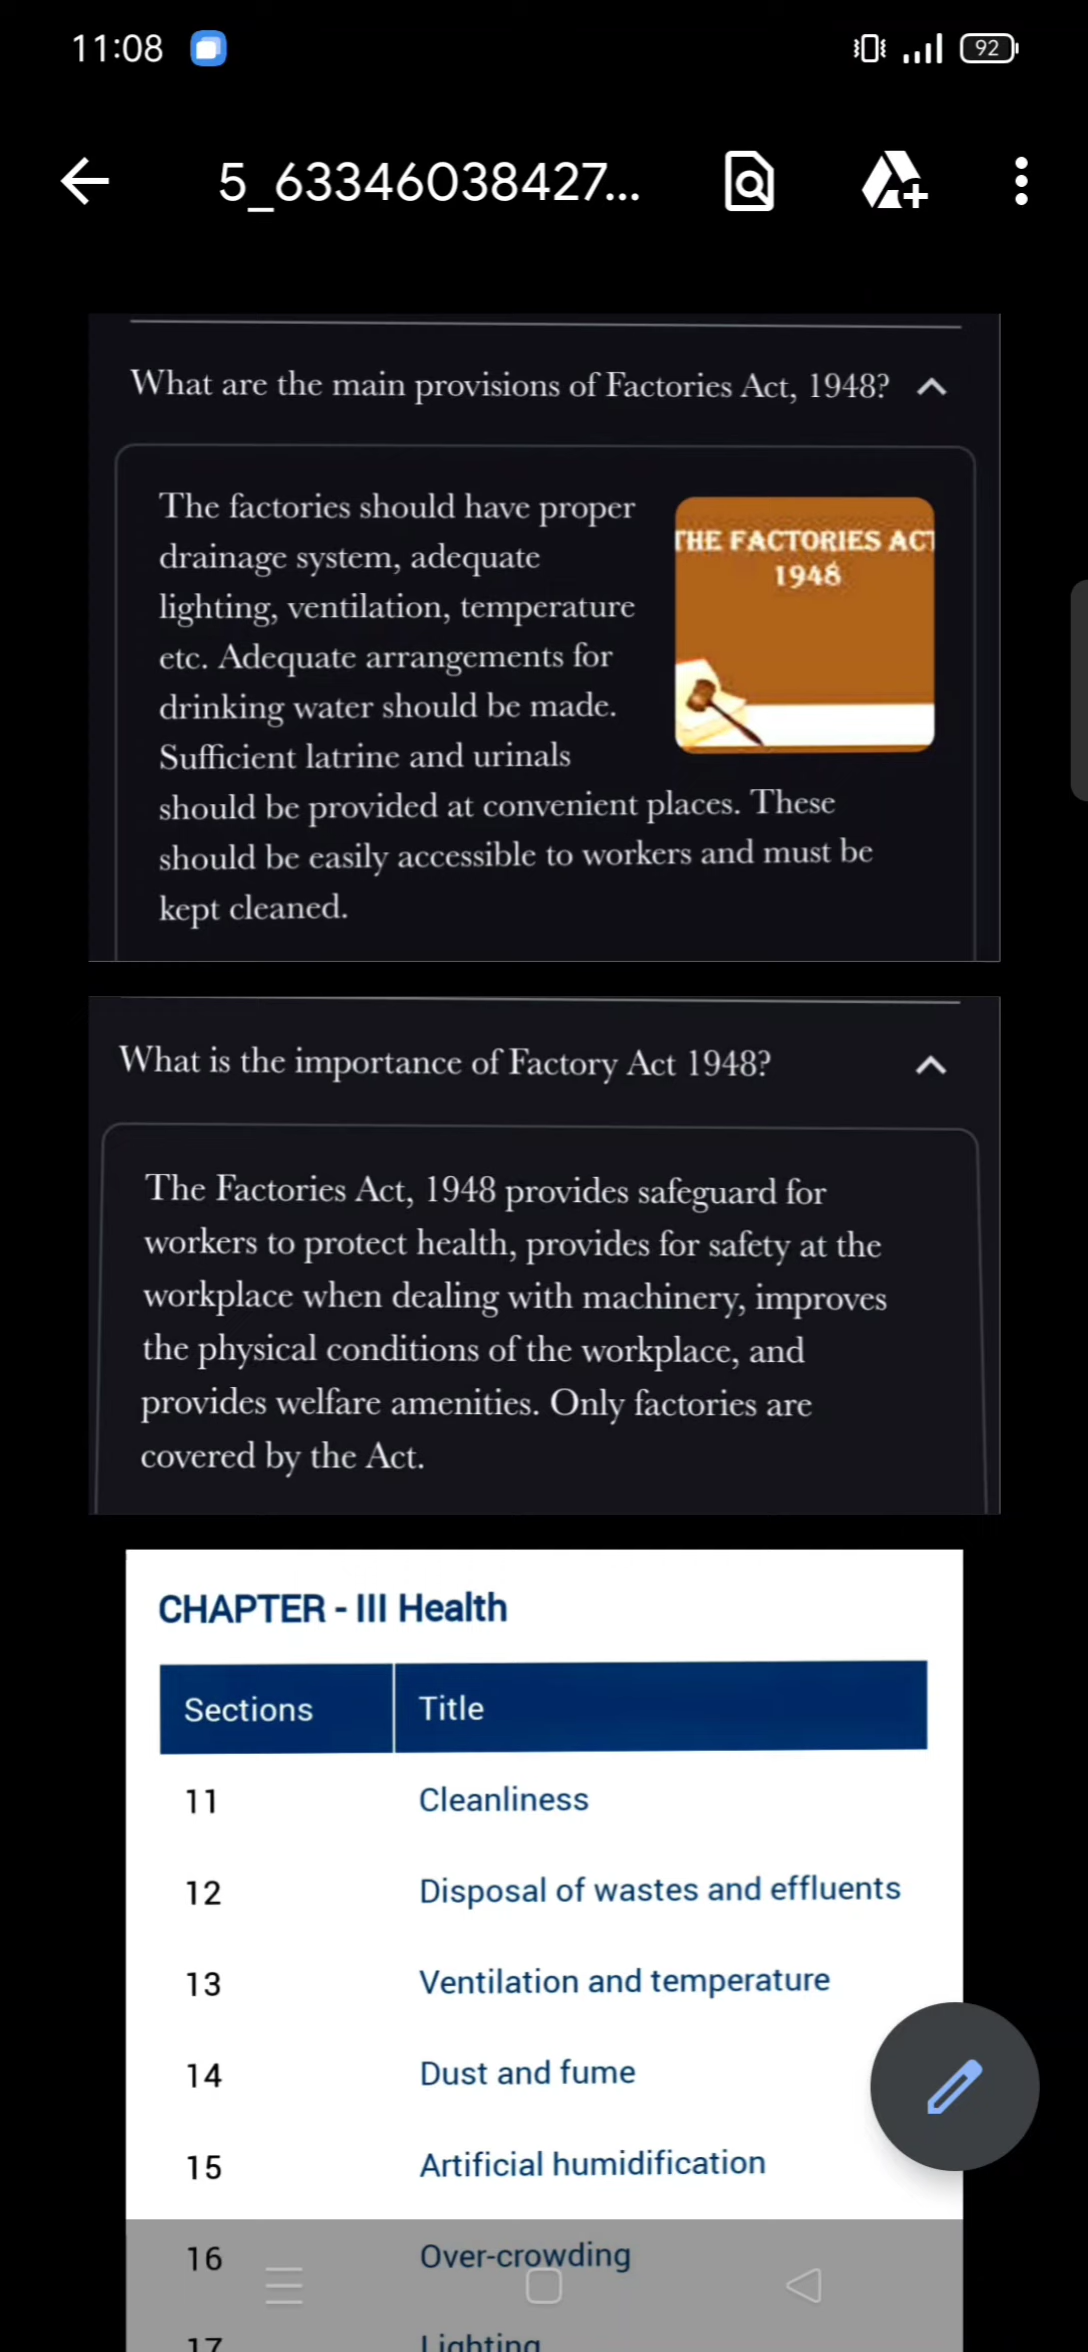 11:08
92
5_63346038427...
What are the main provisions of Factories Act, 1948?
The factories should have proper
drainage system, adequate
lighting, ventilation, temperature
etc. Adequate arrangements for
drinking water should be made.
Sufficient latrine and urinals
should be provided at convenient places. These
should be easily accessible to workers and must be
kept cleaned.
THE FACTORIES ACT
1948
What is the importance of Factory Act 1948?
The Factories Act, 1948 provides safeguard for
workers to protect health, provides for safety at the
workplace when dealing with machinery, improves
the physical conditions of the workplace, and
provides welfare amenities. Only factories are
covered by the Act.
CHAPTER - III Health
Sections Title
11 Cleanliness
12 Disposal of wastes and effluents
13 Ventilation and temperature
14 Dust and fume
15 Artificial humidification
16 Over-crowding
17 Lighting